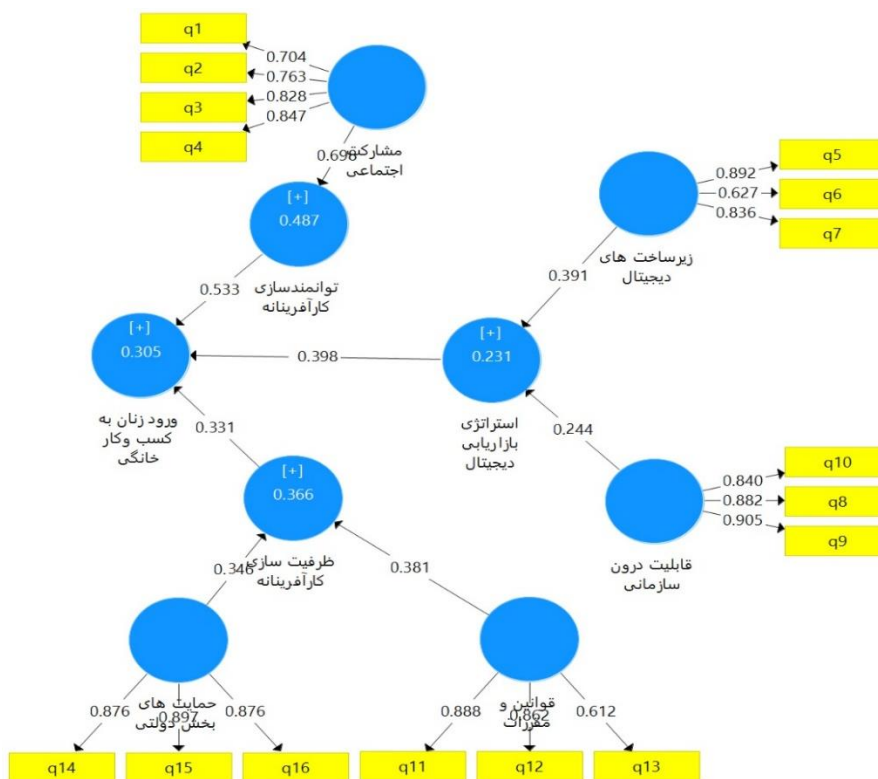 q1
0.704
q2
0.763
q3
0.828
q4
0.847
مشارکت
اجتماعی
0.698
q5
0.892
q6
0.627
q7
0.836
زیرساخت های
دیجیتال
[+]
0.487
توانمندسازی
کارآفرینانه
0.391
0.533
[+]
0.305
0.398
[+]
0.231
ورود زنان به
کسب وکار
خانگی
استراتژی
بازاریابی
دیجیتال
0.331
0.244
[+]
0.366
ظرفیت سازی
کارآفرینانه
q10
0.840
q8
0.882
q9
0.905
قابلیت درون
سازمانی
0.346
0.381
حمایت های
بخش دولتی
قوانین و
مقررات
0.876
0.897
0.876
0.888
0.862
0.612
q14
q15
q16
q11
q12
q13